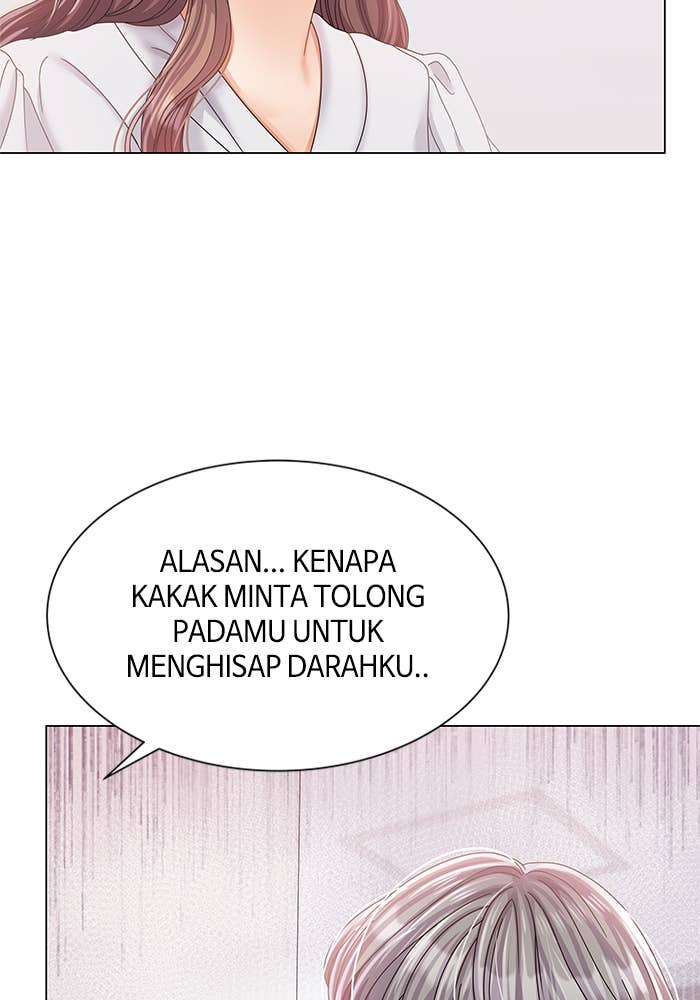 ALASAN... KENAPA
KAKAK MINTA TOLONG
PADAMU UNTUK
MENGHISAP DARAHKU..